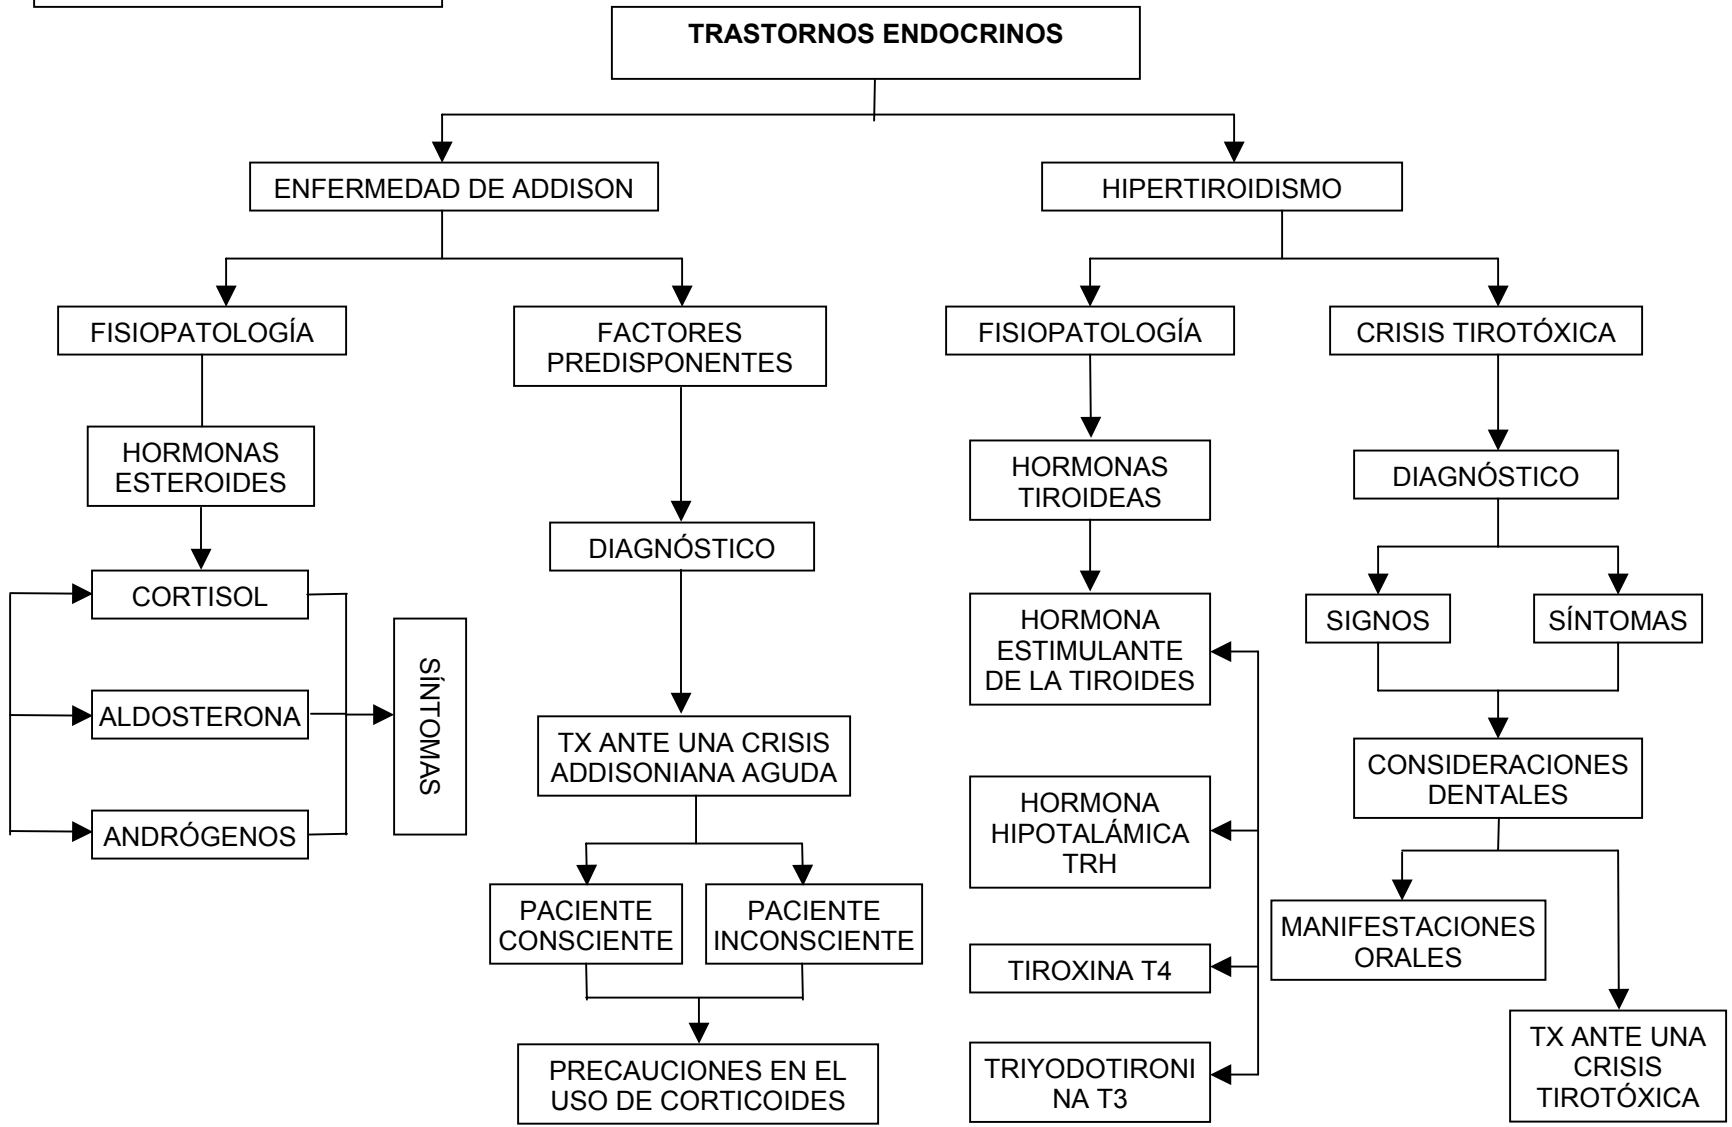 TRASTORNOS ENDOCRINOS
ENFERMEDAD DE ADDISON
HIPERTIROIDISMO
FISIOPATOLOGÍA
FACTORES
PREDISPONENTES
FISIOPATOLOGÍA
CRISIS TIROTÓXICA
HORMONAS
ESTEROIDES
HORMONAS
TIROIDEAS
DIAGNÓSTICO
DIAGNÓSTICO
CORTISOL
ALDOSTERONA
ANDRÓGENOS
SÍNTOMAS
HORMONA
ESTIMULANTE
DE LA TIROIDES
SIGNOS
SÍNTOMAS
TX ANTE UNA CRISIS
ADDISONIANA AGUDA
CONSIDERACIONES
DENTALES
HORMONA
HIPOTALÁMICA
TRH
PACIENTE
CONSCIENTE
PACIENTE
INCONSCIENTE
MANIFESTACIONES
ORALES
TIROXINA T4
PRECAUCIONES EN EL
USO DE CORTICOIDES
TRIYODOTIRONI
NA T3
TX ANTE UNA
CRISIS
TIROTÓXICA